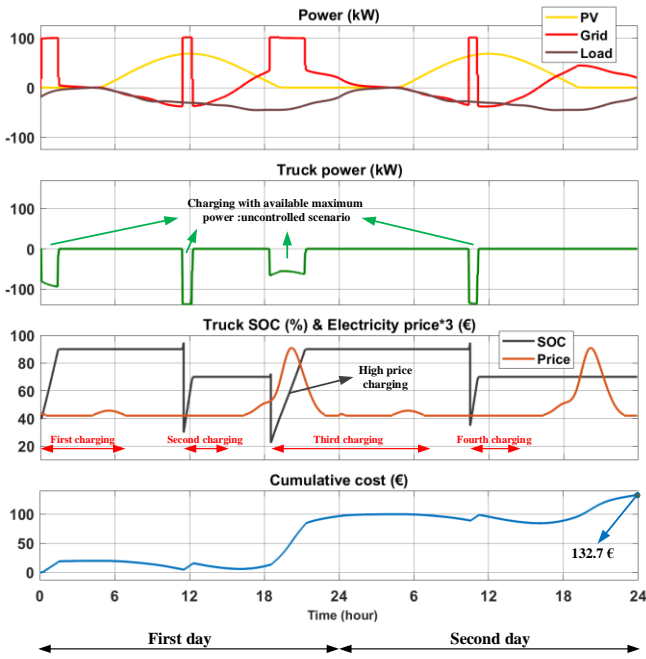 Power (kW)
PV
Grid
Load
100
0
-100
Truck power (kW)
Charging with available maximum
power :uncontrolled scenario
100
0
-100
Truck SOC (%) & Electricity price*3 (€)
SOC
Price
100
80
60
40
20
High price
charging
First charging
Second charging
Third charging
Fourth charging
Cumulative cost (€)
100
50
0
132.7 €
0
6
12
18
24
6
12
18
24
Time (hour)
First day
Second day